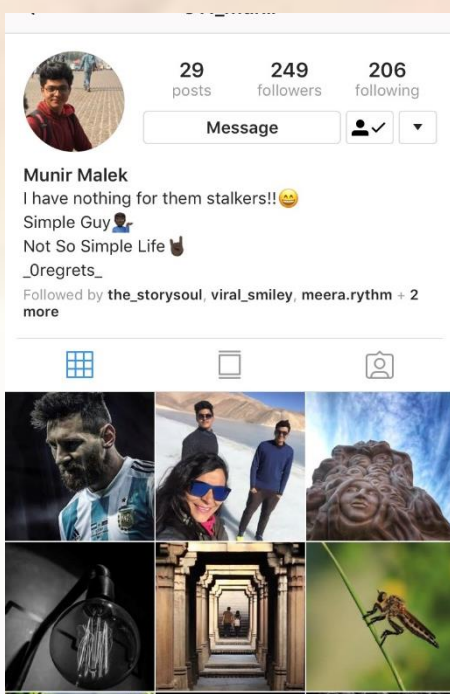 29 249 206
posts followers following
Message
Munir Malek
I have nothing for them stalkers!!😄
Simple Guy💁🏿‍♂️
Not So Simple Life🤘🏿
_0regrets_
Followed by the_storysoul, viral_smiley, meera.rythm + 2
more